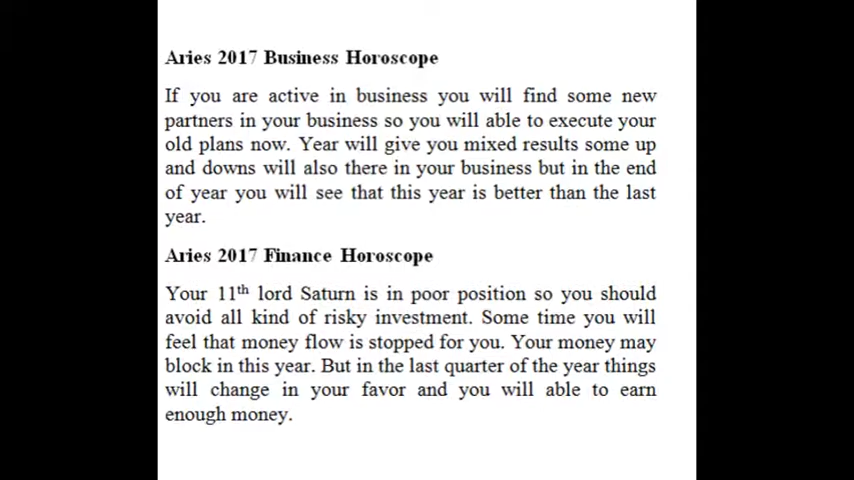 Aries 2017 Business Horoscope
If you are active in business you will find some new
partners in your business so you will able to execute your
old plans now. Year will give you mixed results some up
and downs will also there in your business but in the end
of year you will see that this year is better than the last
year.
Aries 2017 Finance Horoscope
Your 11th lord Saturn is in poor position so you should
avoid all kind of risky investment. Some time you will
feel that money flow is stopped for you. Your money may
block in this year. But in the last quarter of the year things
will change in your favor and you will able to earn
enough money.